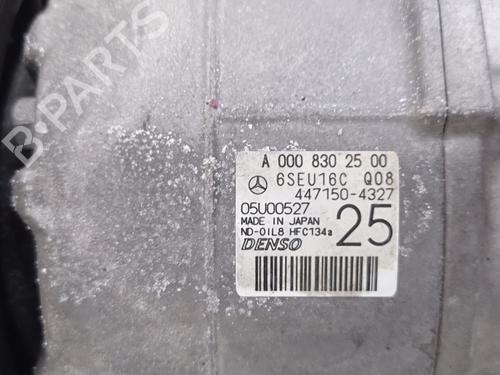 B-PARTS
A 000 830 25 00
6SEU16C Q08
447150-4327
05U00527
MADE IN JAPAN
ND-OIL8 HFC134a
25
DENSO